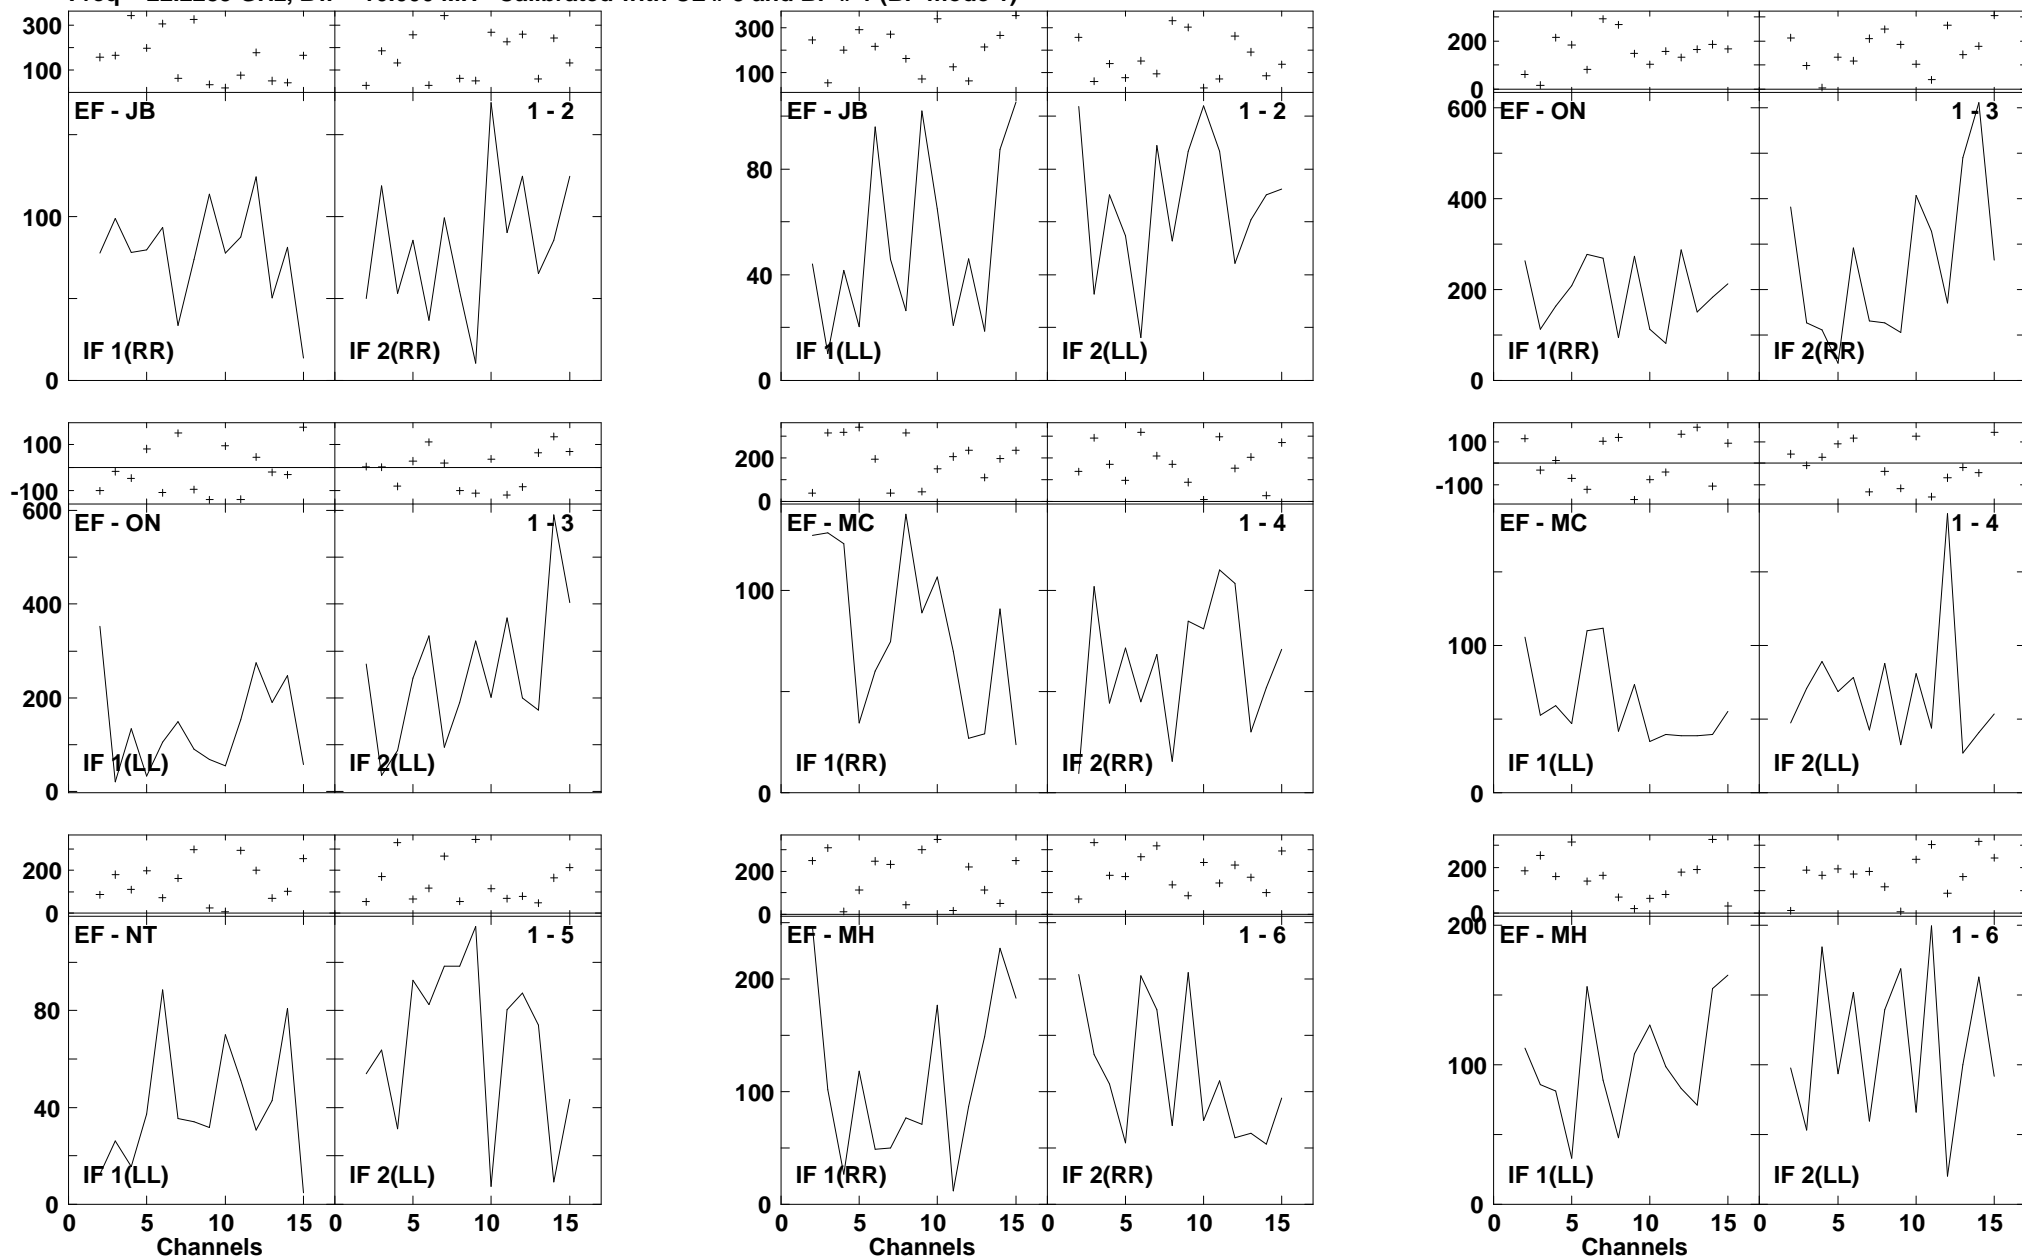 300
100
EF - JB
1 - 2
100
IF 1(RR)
IF 2(RR)
0
300
100
EF - JB
1 - 2
80
40
IF 1(LL)
IF 2(LL)
0
200
0
600
EF - ON
1 - 3
400
200
IF 1(RR)
IF 2(RR)
0
100
-100
600
EF - ON
1 - 3
400
200
IF 1(LL)
IF 2(LL)
0
200
0
EF - MC
1 - 4
100
IF 1(RR)
IF 2(RR)
0
100
-100
EF - MC
1 - 4
100
IF 1(LL)
IF 2(LL)
0
200
0
EF - NT
1 - 5
80
40
IF 1(LL)
IF 2(LL)
0
0 5 10 15 0 5 10 15
Channels
200
0
EF - MH
1 - 6
200
100
IF 1(RR)
IF 2(RR)
0
0 5 10 15 0 5 10 15
Channels
200
0
200
EF - MH
1 - 6
100
IF 1(LL)
IF 2(LL)
0
0 5 10 15 0 5 10 15
Channels